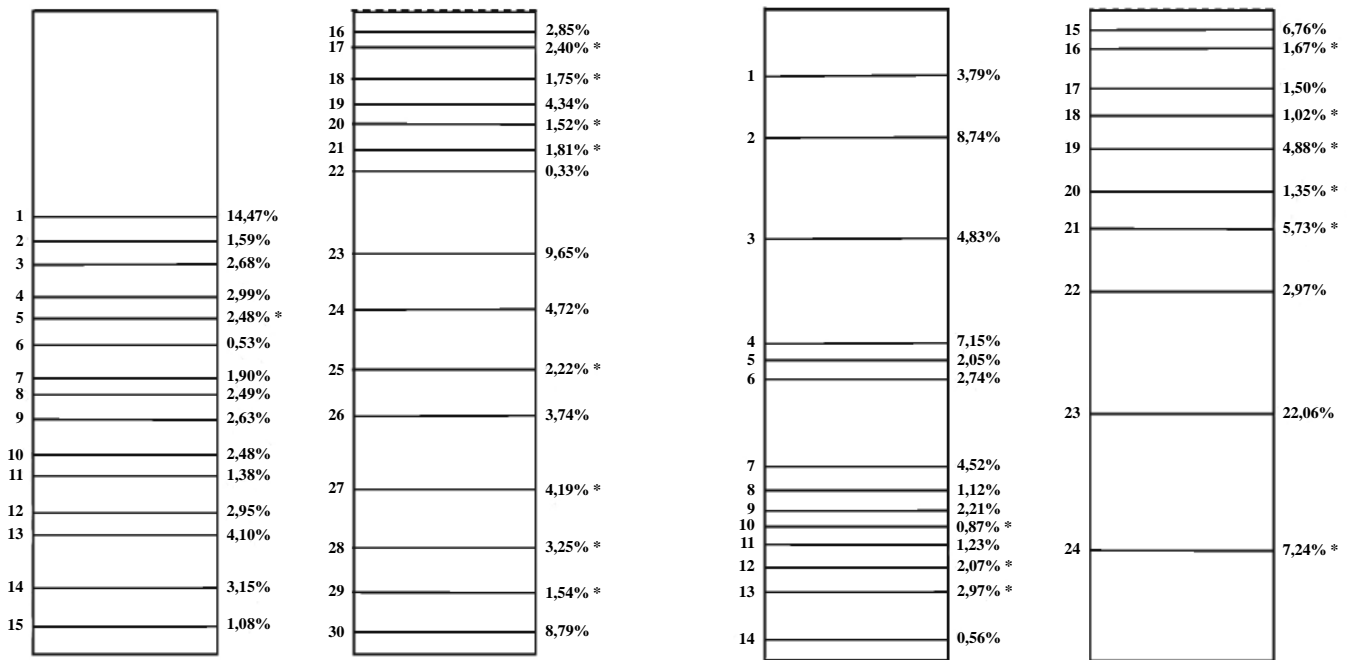 1 14,47%
2 1,59%
3 2,68%
4 2,99%
5 2,48% *
6 0,53%
7 1,90%
8 2,49%
9 2,63%
10 2,48%
11 1,38%
12 2,95%
13 4,10%
14 3,15%
15 1,08%
16 2,85%
17 2,40% *
18 1,75% *
19 4,34%
20 1,52% *
21 1,81% *
22 0,33%
23 9,65%
24 4,72%
25 2,22% *
26 3,74%
27 4,19% *
28 3,25% *
29 1,54% *
30 8,79%
1 3,79%
2 8,74%
3 4,83%
4 7,15%
5 2,05%
6 2,74%
7 4,52%
8 1,12%
9 2,21%
10 0,87% *
11 1,23%
12 2,07% *
13 2,97% *
14 0,56%
15 6,76%
16 1,67% *
17 1,50%
18 1,02% *
19 4,88% *
20 1,35% *
21 5,73% *
22 2,97%
23 22,06%
24 7,24% *